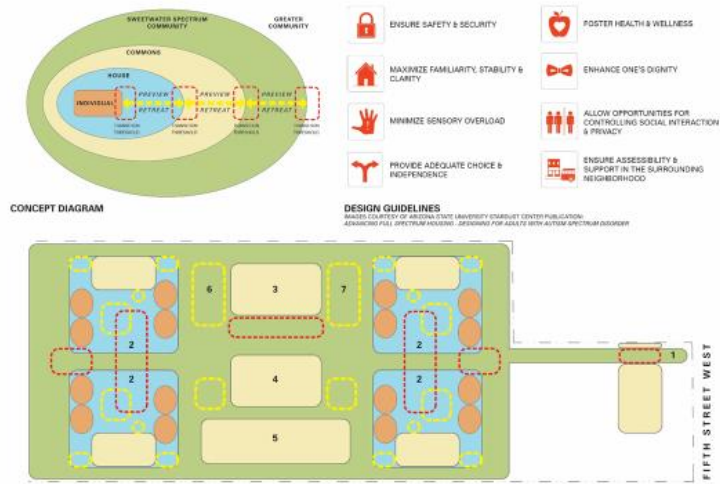 SWEETWATER SPECTRUM
COMMUNITY
GREATER
COMMUNITY
COMMONS
HOUSE
INDIVIDUAL
PREVIEW
PREVIEW
PREVIEW
RETREAT
RETREAT
RETREAT
TRANSITION
THRESHOLD
TRANSITION
THRESHOLD
TRANSITION
THRESHOLD
TRANSITION
THRESHOLD
CONCEPT DIAGRAM
ENSURE SAFETY & SECURITY
MAXIMIZE FAMILIARITY, STABILITY &
CLARITY
MINIMIZE SENSORY OVERLOAD
PROVIDE ADEQUATE CHOICE &
INDEPENDENCE
FOSTER HEALTH & WELLNESS
ENHANCE ONE'S DIGNITY
ALLOW OPPORTUNITIES FOR
CONTROLLING SOCIAL INTERACTION
& PRIVACY
ENSURE ASSESSIBILITY &
SUPPORT IN THE SURROUNDING
NEIGHBORHOOD
DESIGN GUIDELINES
IMAGES COURTESY OF ARIZONA STATE UNIVERSITY STARDUST CENTER PUBLICATION:
ADVANCING FULL SPECTRUM HOUSING - DESIGNING FOR ADULTS WITH AUTISM SPECTRUM DISORDER
6
3
7
2
2
2
2
1
4
5
FIFTH STREET WEST